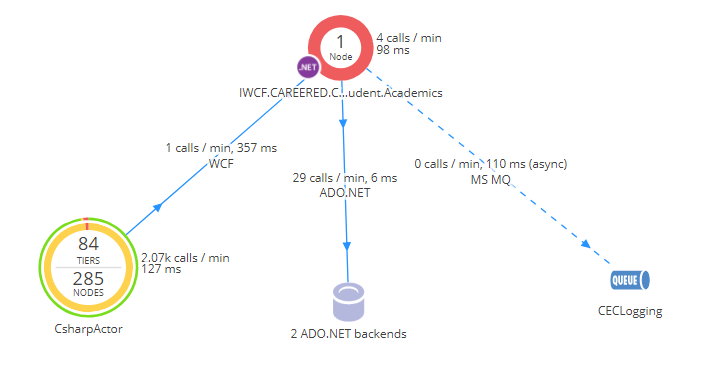 1
Node
.NET
4 calls / min
98 ms
IWCF.CAREERED.C...udent.Academics
1 calls / min, 357 ms
WCF
29 calls / min, 6 ms
ADO.NET
0 calls / min, 110 ms (async)
MS MQ
84
TIERS
285
NODES
2.07k calls / min
127 ms
CsharpActor
2 ADO.NET backends
QUEUE
CECLogging